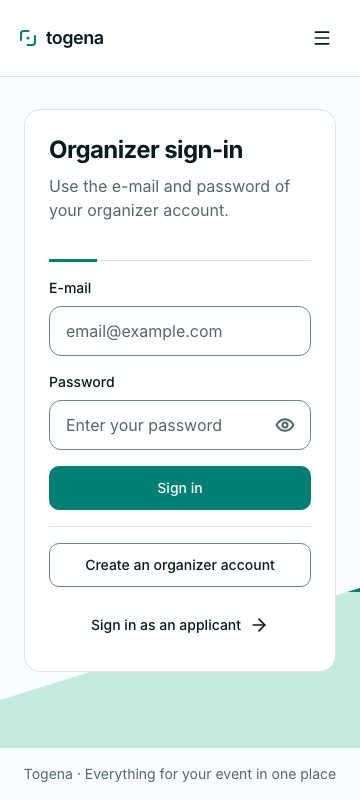 togena
Organizer sign-in
Use the e-mail and password of
your organizer account.
E-mail
email@example.com
Password
Enter your password
Sign in
Create an organizer account
Sign in as an applicant
Togena · Everything for your event in one place